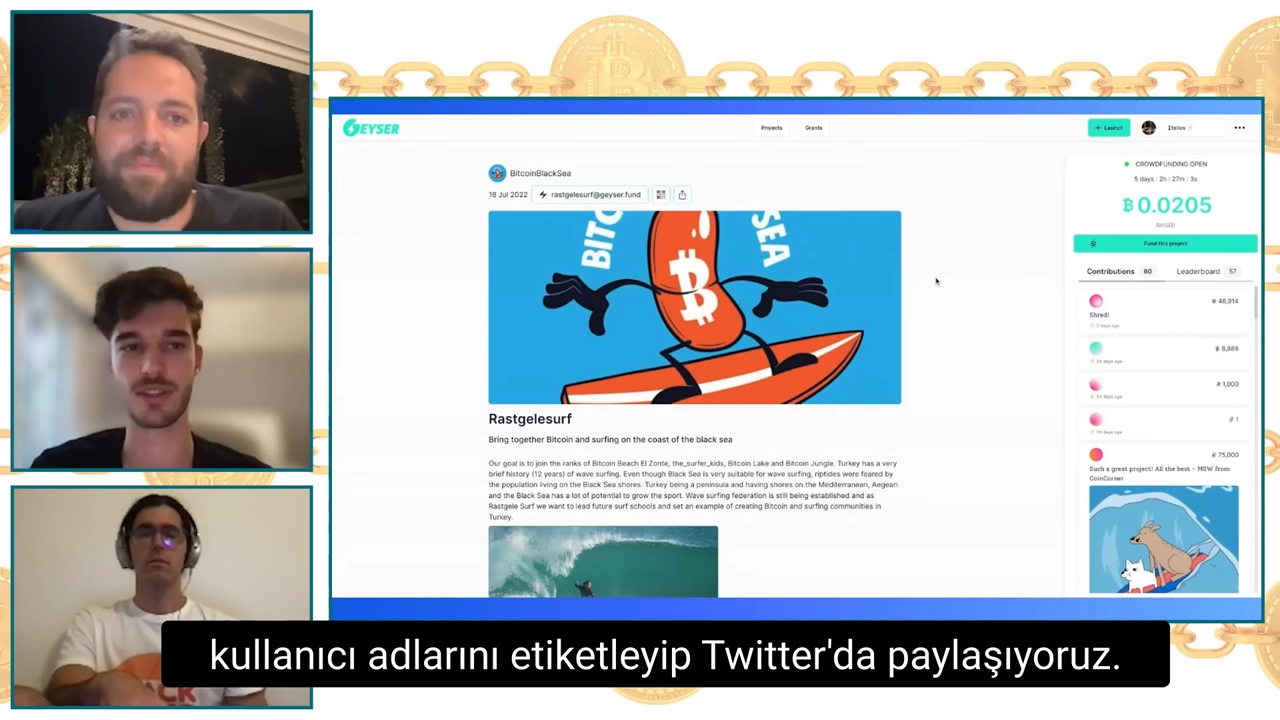 GEYSER
Projects
Grants
+ Launch
Stelios ⚡
BitcoinBlackSea
18 Jul 2022
rastgelesurf@geyser.fund
BITC
SEA
Rastgelesurf
Bring together Bitcoin and surfing on the coast of the black sea
Our goal is to join the ranks of Bitcoin Beach El Zonte, the_surfer_kids, Bitcoin Lake and Bitcoin Jungle. Turkey has a very
brief history (12 years) of wave surfing. Even though Black Sea is very suitable for wave surfing, riptides were feared by
the population living on the Black Sea shores. Turkey being a peninsula and having shores on the Mediterranean, Aegean
and the Black Sea has a lot of potential to grow the sport. Wave surfing federation is still being established and as
Rastgele Surf we want to lead future surf schools and set an example of creating Bitcoin and surfing communities in
Turkey.
CROWDFUNDING OPEN
5 days : 2h : 27m : 3s
₿ 0.0205
RAISED
Fund this project
Contributions 60
Leaderboard 57
46,914
Shred!
8,888
1,000
1
75,000
Such a great project! All the best - MSW from
CoinCorner
kullanıcı adlarını etiketleyip Twitter'da paylaşıyoruz.